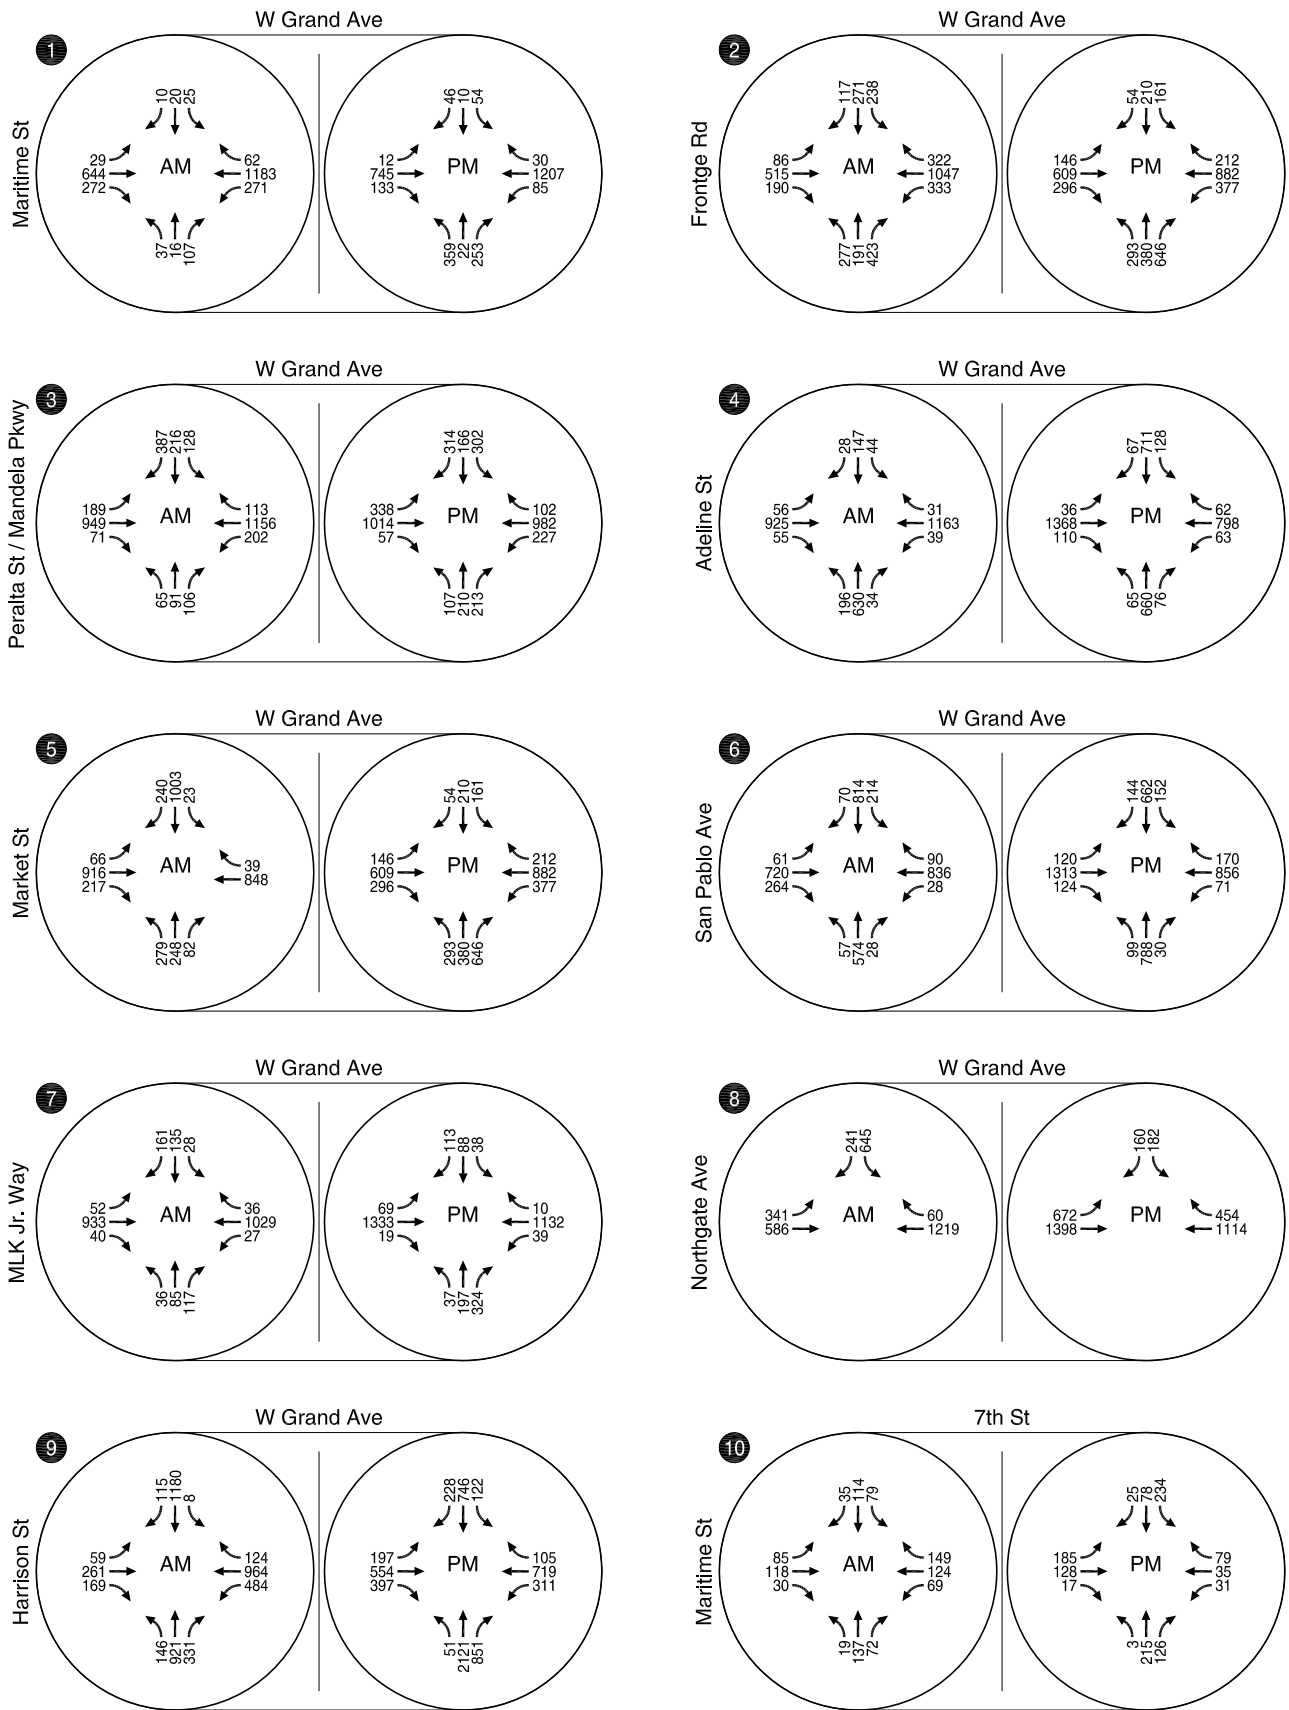 W Grand Ave
1
Maritime St
10 20 25
29
644
272
AM
62
1183
271
37 16 107
46 10 54
12
745
133
PM
30
1207
85
359 22 253
W Grand Ave
2
Frontge Rd
117 271 238
86
515
190
AM
322
1047
333
277 191 423
54 210 161
146
609
296
PM
212
882
377
293 380 646
W Grand Ave
3
Peralta St / Mandela Pkwy
387 216 128
189
949
71
AM
113
1156
202
65 91 106
314 166 302
338
1014
57
PM
102
982
227
107 210 213
W Grand Ave
4
Adeline St
28 147 44
56
925
55
AM
31
1163
39
196 630 34
67 711 128
36
1368
110
PM
62
798
63
65 660 76
W Grand Ave
5
Market St
240 1003 23
66
916
217
AM
39
848
279 248 82
54 210 161
146
609
296
PM
212
882
377
293 380 646
W Grand Ave
6
San Pablo Ave
70 814 214
61
720
264
AM
90
836
28
57 574 28
144 662 152
120
1313
124
PM
170
856
71
99 788 30
W Grand Ave
7
MLK Jr. Way
161 135 28
52
933
40
AM
36
1029
27
36 85 117
113 88 38
69
1333
19
PM
10
1132
39
37 197 324
W Grand Ave
8
Northgate Ave
241 645
341
586
AM
60
1219
160 182
672
1398
PM
454
1114
W Grand Ave
9
Harrison St
115 1180 8
59
261
169
AM
124
964
484
146 921 331
228 746 122
197
554
397
PM
105
719
311
51 2121 851
7th St
10
Maritime St
35 114 79
85
118
30
AM
149
124
69
19 137 72
25 78 234
185
128
17
PM
79
35
31
3 215 126